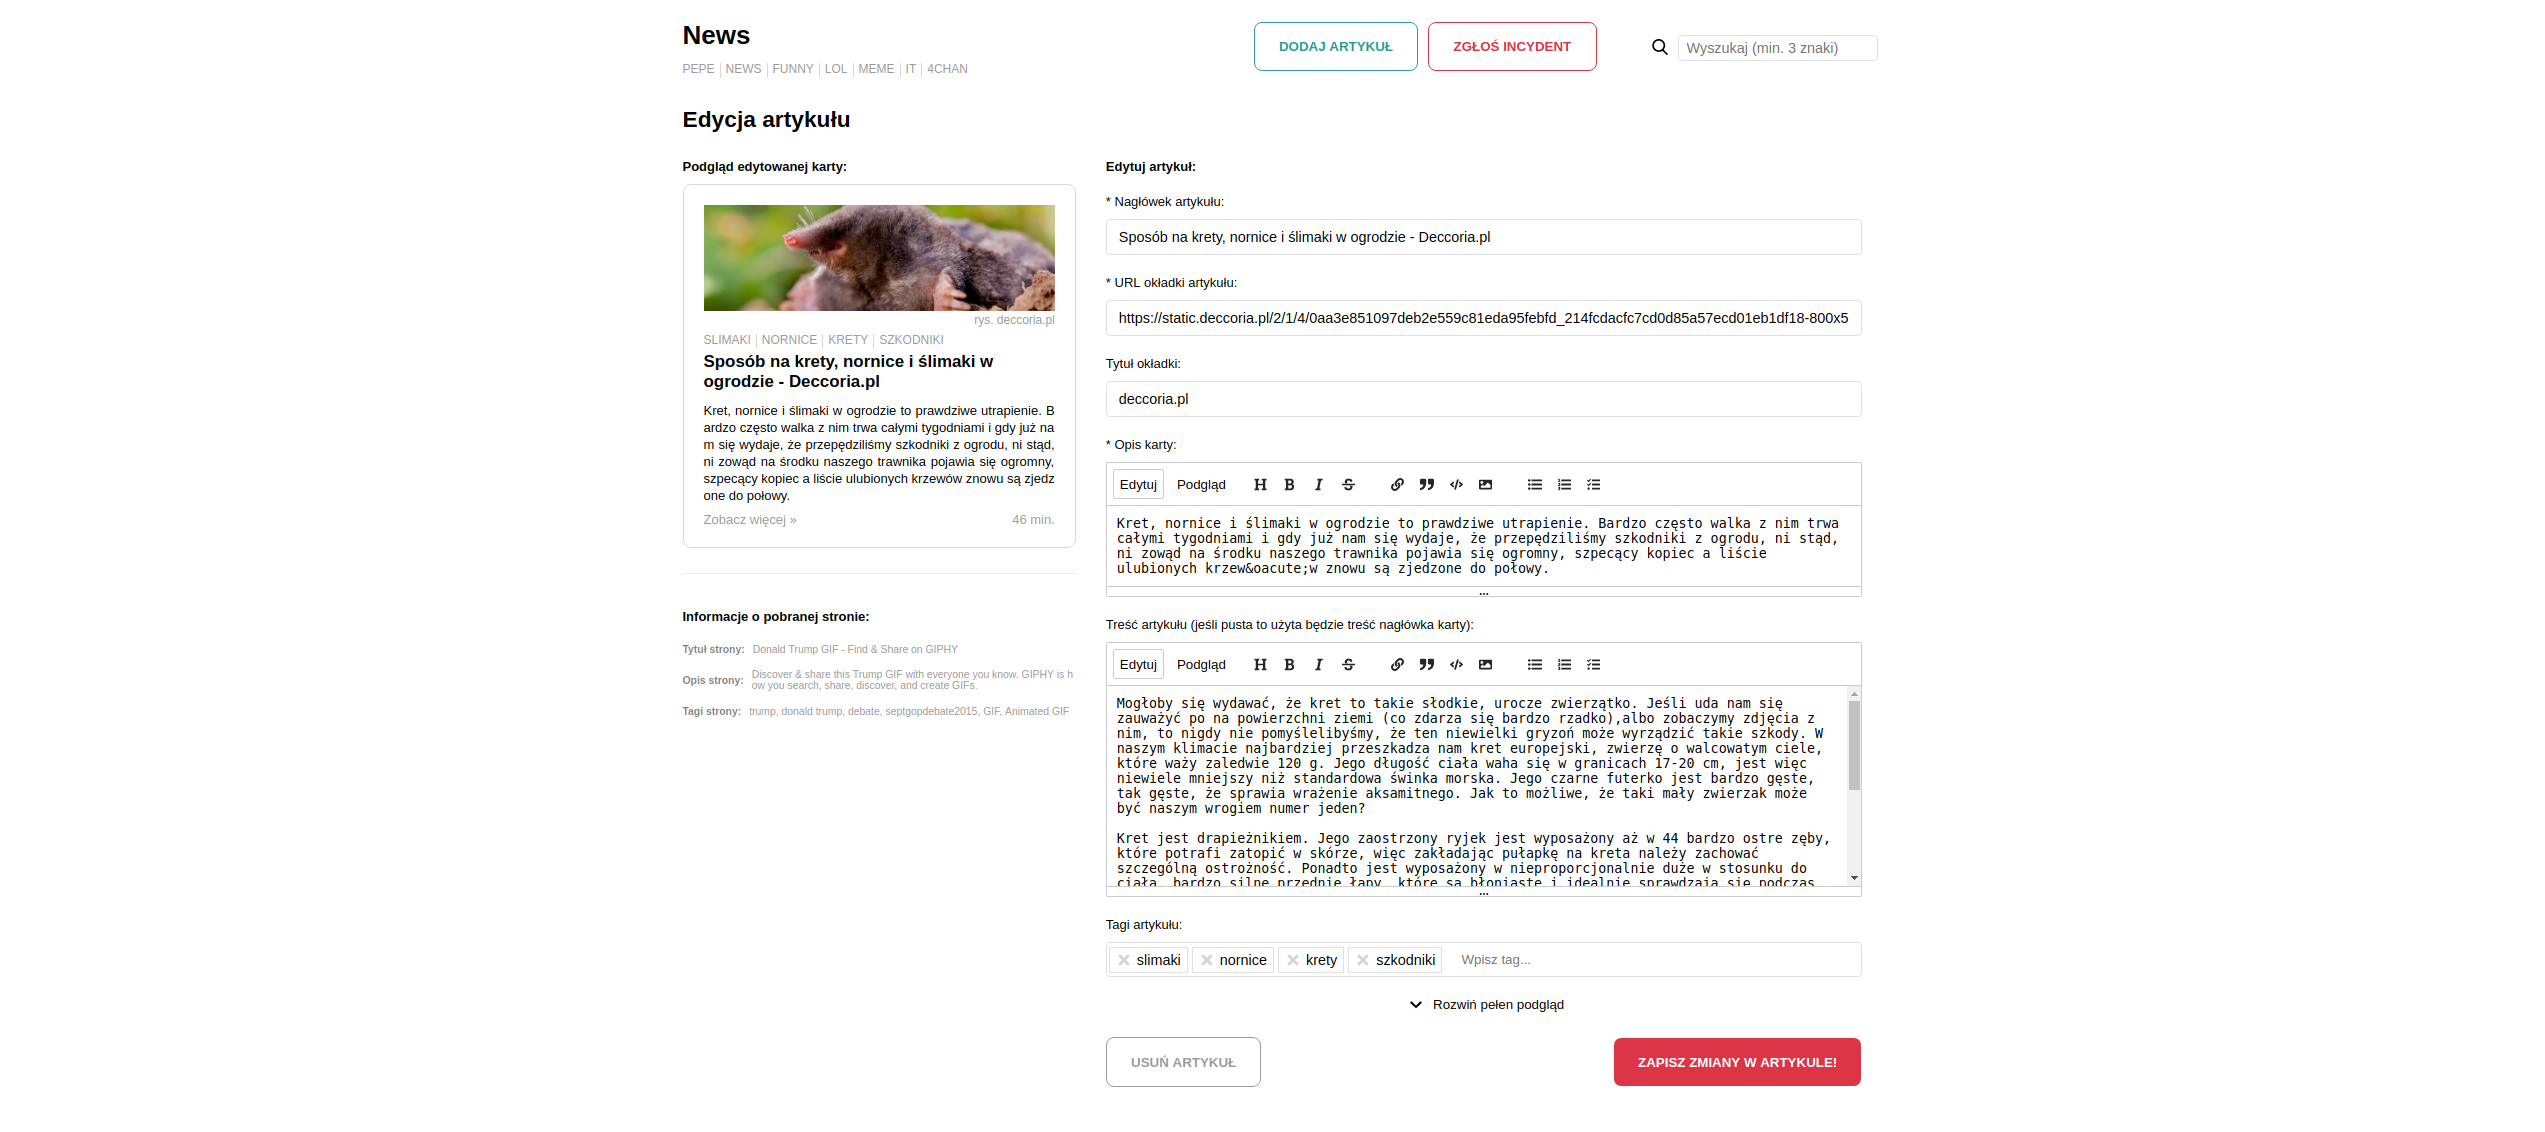 News
PEPE NEWS FUNNY LOL MEME IT 4CHAN
DODAJ ARTYKUŁ
ZGŁOŚ INCYDENT
Wyszukaj (min. 3 znaki)
Edycja artykułu
Podgląd edytowanej karty:
rys. deccoria.pl
SLIMAKI NORNICE KRETY SZKODNIKI
Sposób na krety, nornice i ślimaki w
ogrodzie - Deccoria.pl
Kret, nornice i ślimaki w ogrodzie to prawdziwe utrapienie. B
ardzo często walka z nim trwa całymi tygodniami i gdy już na
m się wydaje, że przepędziliśmy szkodniki z ogrodu, ni stąd,
ni zowąd na środku naszego trawnika pojawia się ogromny,
szpecący kopiec a liście ulubionych krzewów znowu są zjedz
one do połowy.
Zobacz więcej »
46 min.
Informacje o pobranej stronie:
Tytuł strony: Donald Trump GIF - Find & Share on GIPHY
Opis strony: Discover & share this Trump GIF with everyone you know. GIPHY is h
ow you search, share, discover, and create GIFs.
Tagi strony: trump, donald trump, debate, septgopdebate2015, GIF, Animated GIF
Edytuj artykuł:
* Nagłówek artykułu:
Sposób na krety, nornice i ślimaki w ogrodzie - Deccoria.pl
* URL okładki artykułu:
https://static.deccoria.pl/2/1/4/0aa3e851097deb2e559c81eda95febfd_214fcdacfc7cd0d85a57ecd01eb1df18-800x5
Tytuł okładki:
deccoria.pl
* Opis karty:
Edytuj Podgląd
Kret, nornice i ślimaki w ogrodzie to prawdziwe utrapienie. Bardzo często walka z nim trwa
całymi tygodniami i gdy już nam się wydaje, że przepędziliśmy szkodniki z ogrodu, ni stąd,
ni zowąd na środku naszego trawnika pojawia się ogromny, szpecący kopiec a liście
ulubionych krzew&oacute;w znowu są zjedzone do połowy.
Treść artykułu (jeśli pusta to użyta będzie treść nagłówka karty):
Edytuj Podgląd
Mogłoby się wydawać, że kret to takie słodkie, urocze zwierzątko. Jeśli uda nam się
zauważyć po na powierzchni ziemi (co zdarza się bardzo rzadko),albo zobaczymy zdjęcia z
nim, to nigdy nie pomyślelibyśmy, że ten niewielki gryzoń może wyrządzić takie szkody. W
naszym klimacie najbardziej przeszkadza nam kret europejski, zwierzę o walcowatym ciele,
które waży zaledwie 120 g. Jego długość ciała waha się w granicach 17-20 cm, jest więc
niewiele mniejszy niż standardowa świnka morska. Jego czarne futerko jest bardzo gęste,
tak gęste, że sprawia wrażenie aksamitnego. Jak to możliwe, że taki mały zwierzak może
być naszym wrogiem numer jeden?
Kret jest drapieżnikiem. Jego zaostrzony ryjek jest wyposażony aż w 44 bardzo ostre zęby,
które potrafi zatopić w skórze, więc zakładając pułapkę na kreta należy zachować
szczególną ostrożność. Ponadto jest wyposażony w nieproporcjonalnie duże w stosunku do
ciała, bardzo silne przednie łapy, które są błoniaste i idealnie sprawdzają się podczas
Tagi artykułu:
slimaki nornice krety szkodniki Wpisz tag...
Rozwiń pełen podgląd
USUŃ ARTYKUŁ
ZAPISZ ZMIANY W ARTYKULE!